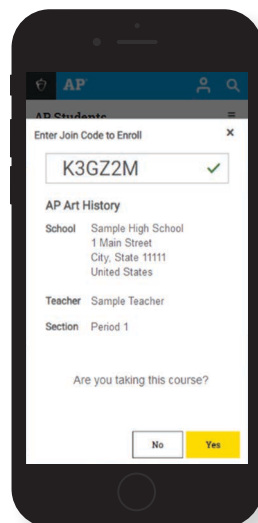 AP
AP Students
Enter Join Code to Enroll ×
K3GZ2M ✓
AP Art History
School Sample High School
1 Main Street
City, State 11111
United States
Teacher Sample Teacher
Section Period 1
Are you taking this course?
No Yes